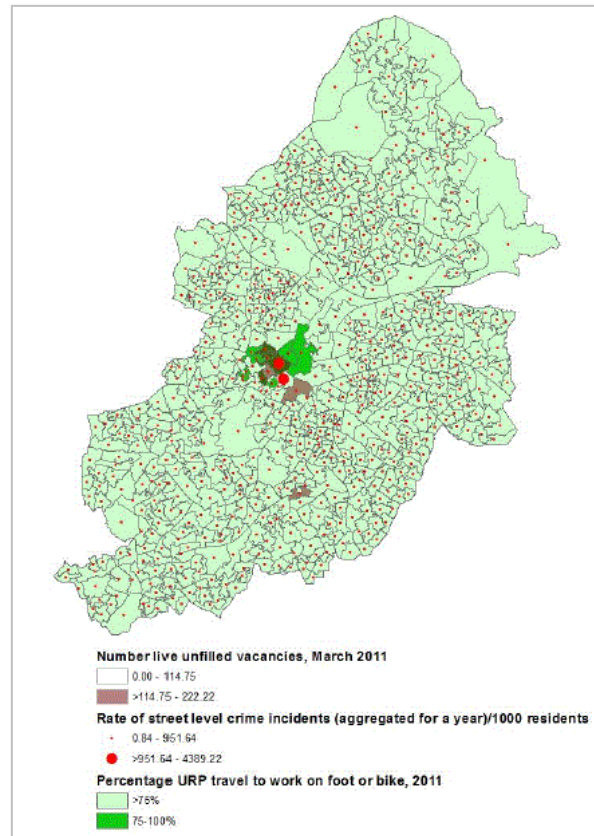 Number live unfilled vacancies, March 2011
0.00 - 114.75
>114.75 - 222.22
Rate of street level crime incidents (aggregated for a year)/1000 residents
0.84 - 951.64
>951.64 - 4389.22
Percentage URP travel to work on foot or bike, 2011
>75%
75-100%